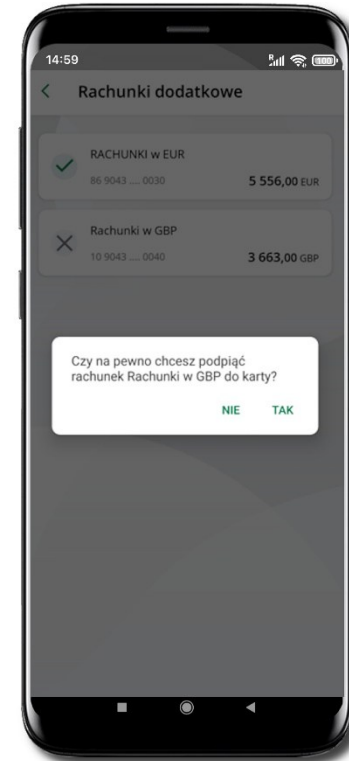 14:59
Rachunki dodatkowe
RACHUNKI w EUR
86 9043 .... 0030 5 556,00 EUR
Rachunki w GBP
10 9043 .... 0040 3 663,00 GBP
Czy na pewno chcesz podpiąć
rachunek Rachunki w GBP do karty?
NIE TAK